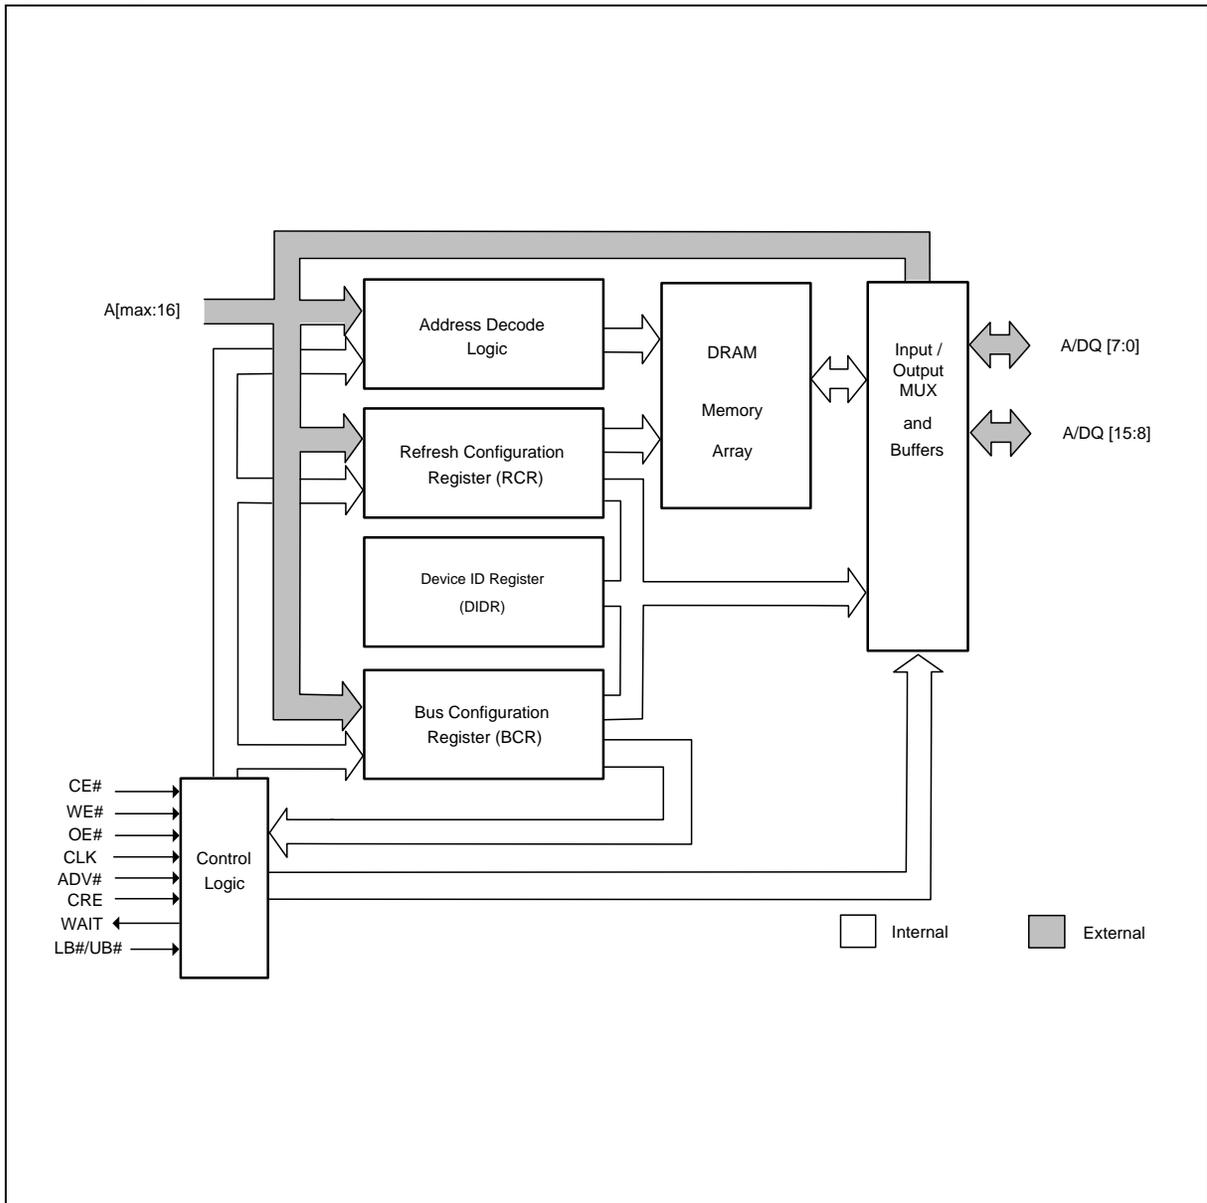 A[max:16]
Address Decode
Logic
Refresh Configuration
Register (RCR)
Device ID Register
(DIDR)
Bus Configuration
Register (BCR)
DRAM
Memory
Array
Input /
Output
MUX
and
Buffers
A/DQ [7:0]
A/DQ [15:8]
CE#
WE#
OE#
CLK
ADV#
CRE
WAIT
LB#/UB#
Control
Logic
Internal
External